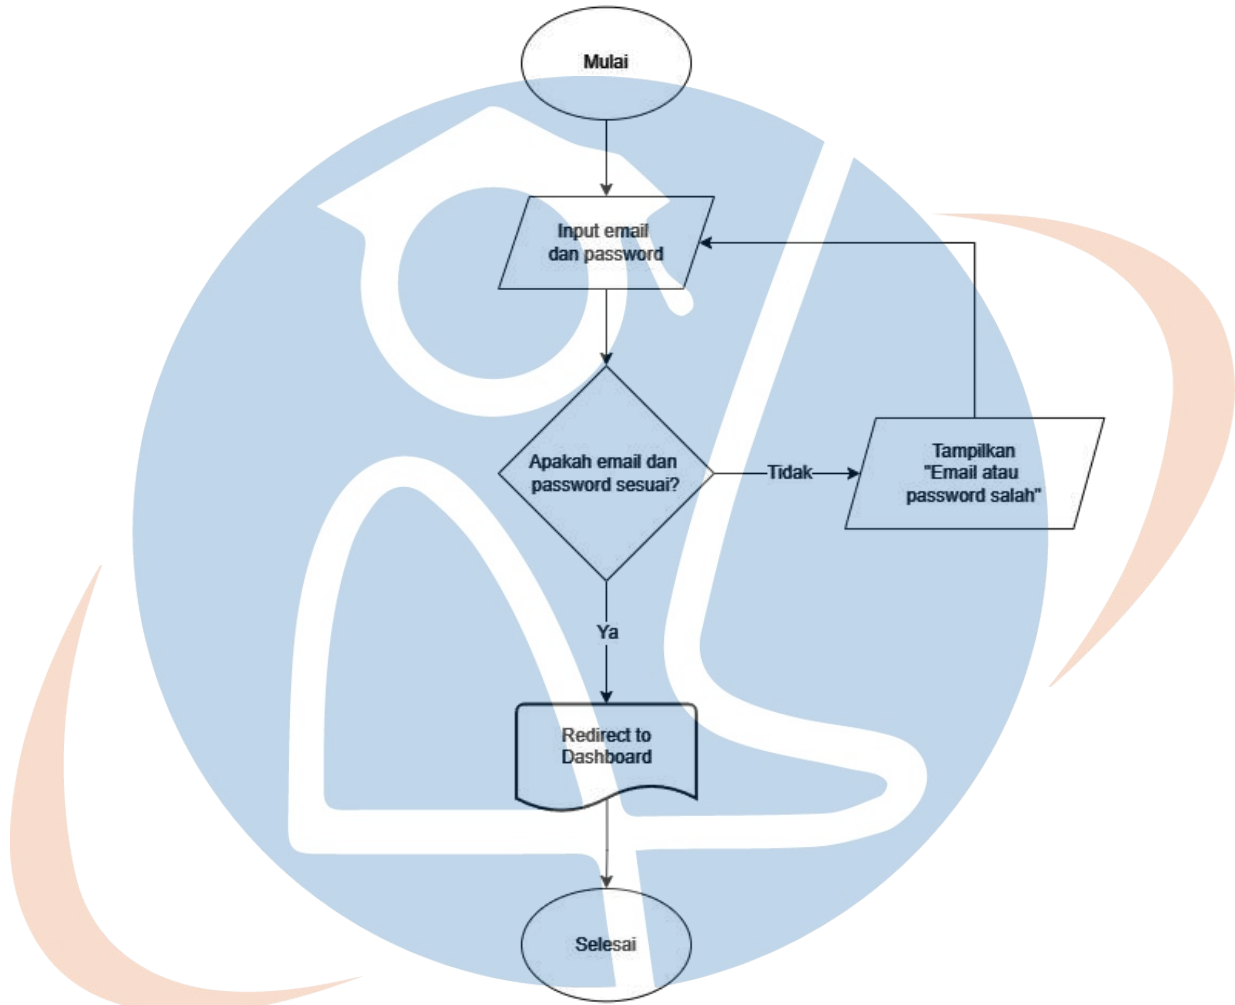 Mulai
Input email
dan password
Apakah email dan
password sesuai?
Tidak
Tampilkan
"Email atau
password salah"
Ya
Redirect to
Dashboard
Selesai